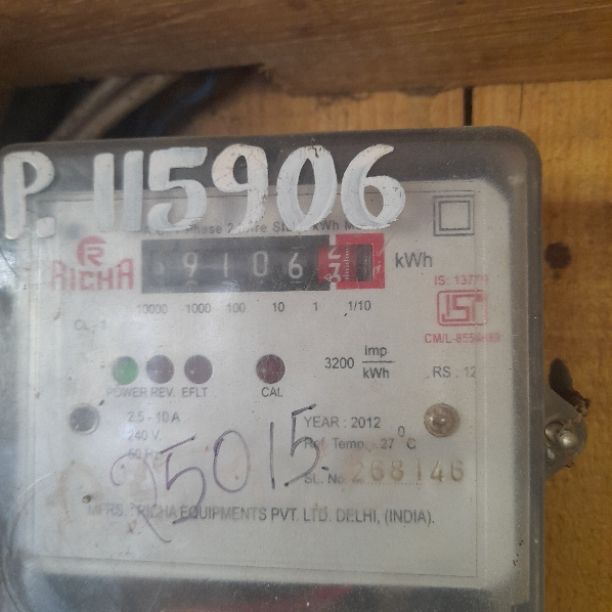 P. 115906
RICHA
kWh
9106
10000 1000 100 10 1 1/10
IS : 13779
CM/L-
3200 imp/kWh
POWER REV. EFLT CAL
RS : 12
2.5 - 10 A
240 V.
YEAR : 2012
Ref. Temp. : 27 °C
SL. No. 268146
25015
MFRS. : RICHA EQUIPMENTS PVT. LTD. DELHI, (INDIA).